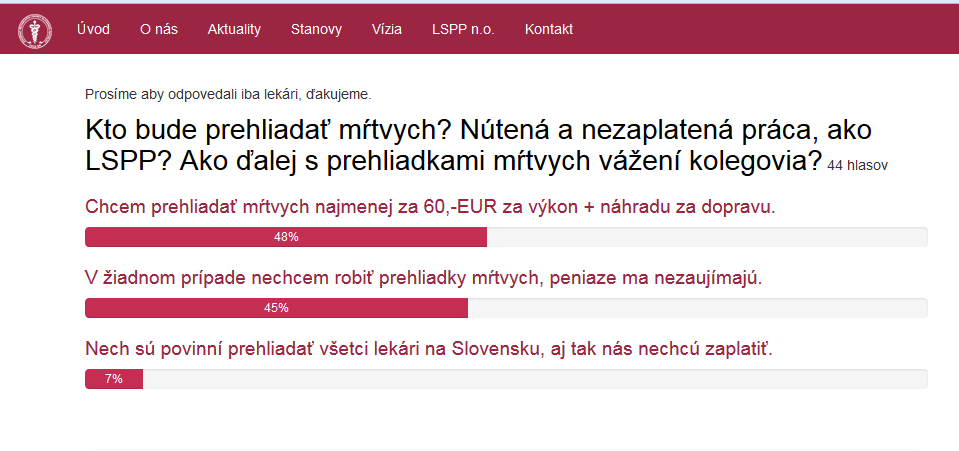 Úvod O nás Aktuality Stanovy Vízia LSPP n.o. Kontakt
Prosíme aby odpovedali iba lekári, ďakujeme.
Kto bude prehliadať mŕtvych? Nútená a nezaplatená práca, ako
LSPP? Ako ďalej s prehliadkami mŕtvych vážení kolegovia? 44 hlasov
Chcem prehliadať mŕtvych najmenej za 60,-EUR za výkon + náhradu za dopravu.
48%
V žiadnom prípade nechcem robiť prehliadky mŕtvych, peniaze ma nezaujímajú.
45%
Nech sú povinní prehliadať všetci lekári na Slovensku, aj tak nás nechcú zaplatiť.
7%